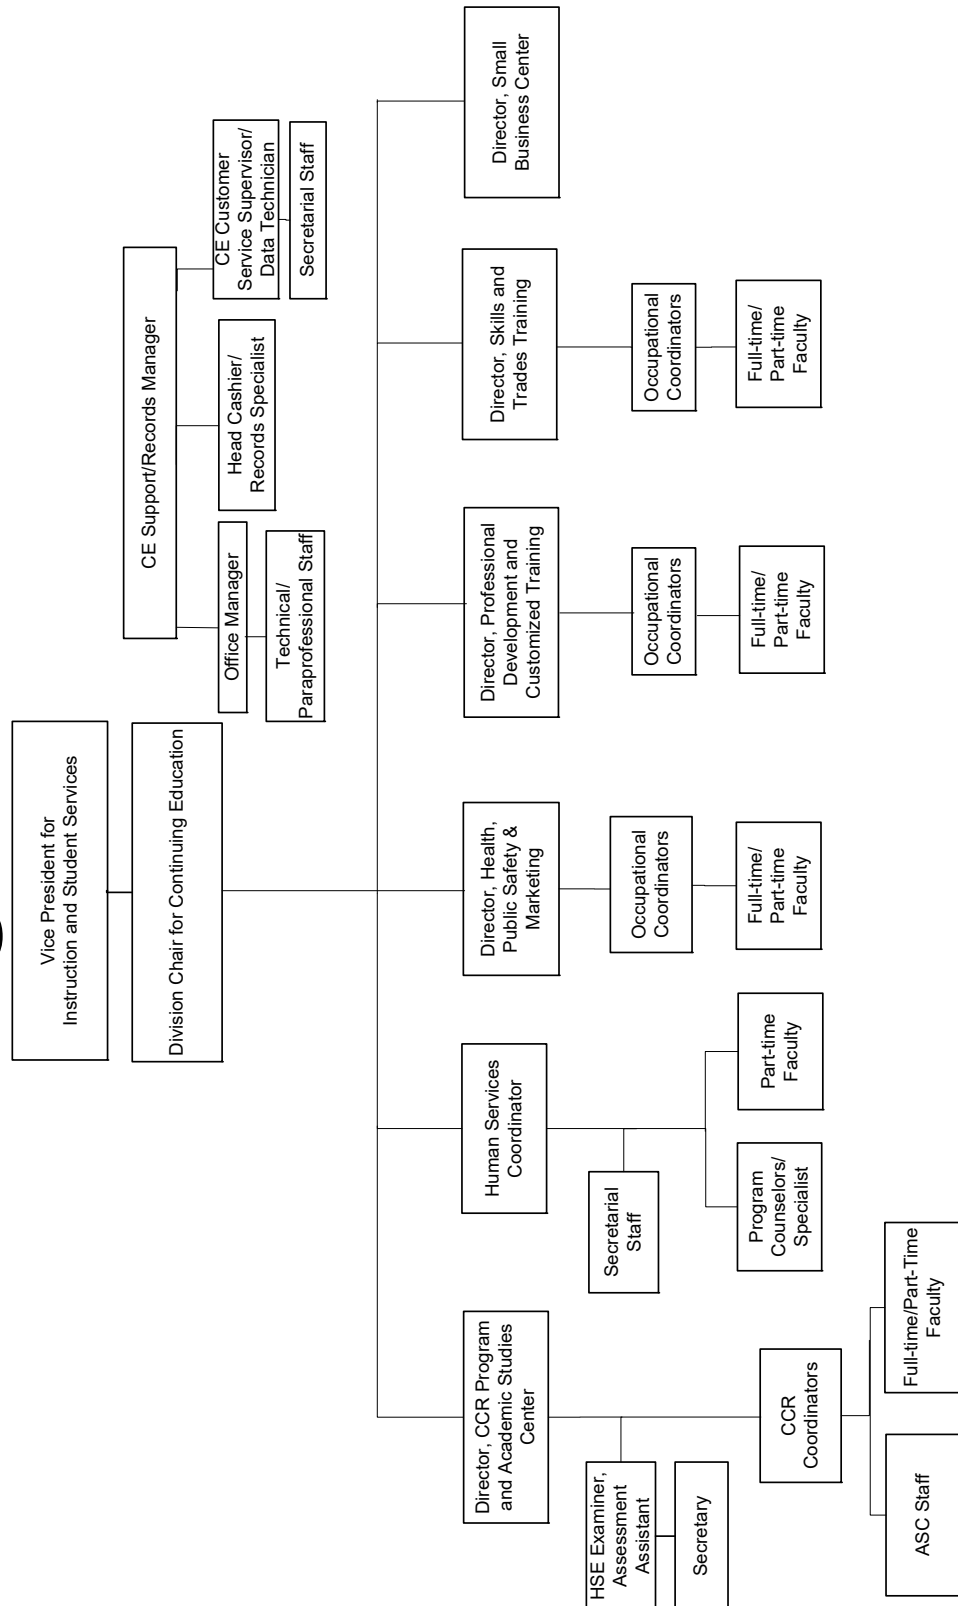 Vice President for
Instruction and Student Services
Division Chair for Continuing Education
CE Support/Records Manager
Office Manager
Technical/
Paraprofessional Staff
Head Cashier/
Records Specialist
CE Customer
Service Supervisor/
Data Technician
Secretarial Staff
Director, CCR Program
and Academic Studies
Center
HSE Examiner,
Assessment
Assistant
Secretary
CCR
Coordinators
ASC Staff
Full-time/Part-Time
Faculty
Human Services
Coordinator
Secretarial
Staff
Program
Counselors/
Specialist
Part-time
Faculty
Director, Health,
Public Safety &
Marketing
Occupational
Coordinators
Full-time/
Part-time
Faculty
Director, Professional
Development and
Customized Training
Occupational
Coordinators
Full-time/
Part-time
Faculty
Director, Skills and
Trades Training
Occupational
Coordinators
Full-time/
Part-time
Faculty
Director, Small
Business Center